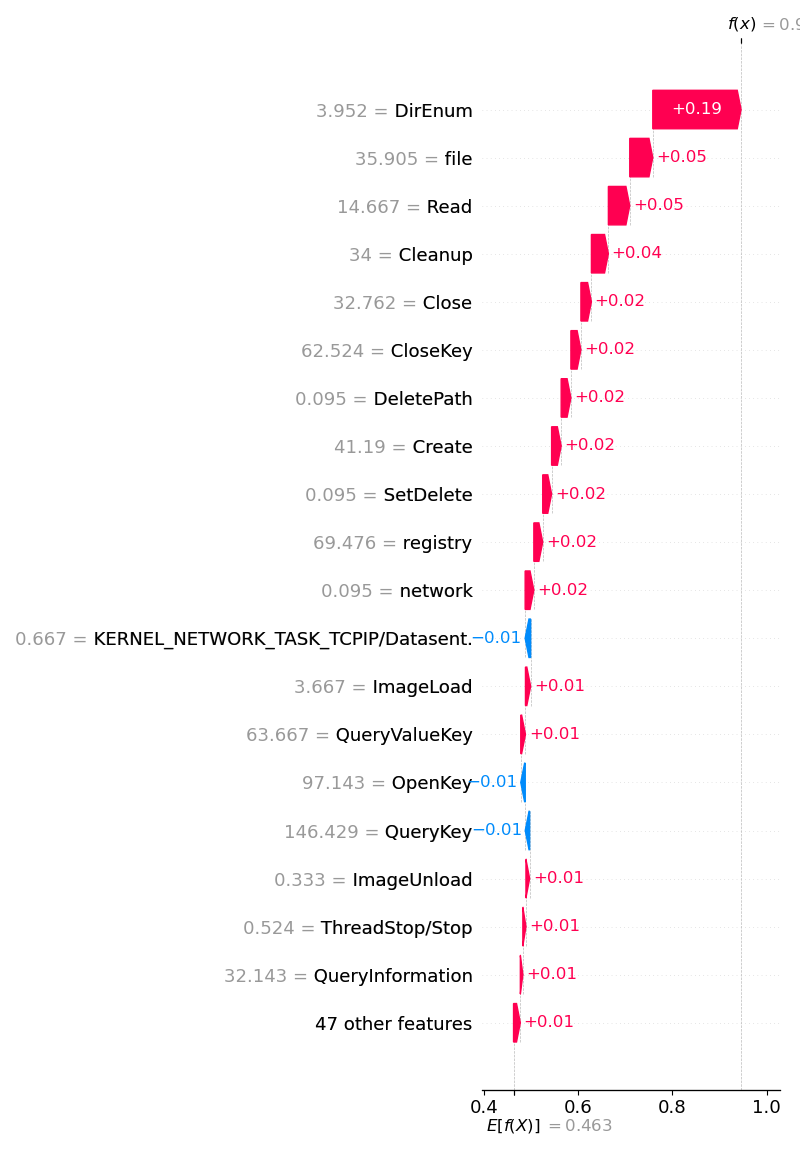 f(x) = 0.9
3.952 = DirEnum +0.19
35.905 = file +0.05
14.667 = Read +0.05
34 = Cleanup +0.04
32.762 = Close +0.02
62.524 = CloseKey +0.02
0.095 = DeletePath +0.02
41.19 = Create +0.02
0.095 = SetDelete +0.02
69.476 = registry +0.02
0.095 = network +0.02
0.667 = KERNEL_NETWORK_TASK_TCPIP/Datasent. −0.01
3.667 = ImageLoad +0.01
63.667 = QueryValueKey +0.01
97.143 = OpenKey −0.01
146.429 = QueryKey −0.01
0.333 = ImageUnload +0.01
0.524 = ThreadStop/Stop +0.01
32.143 = QueryInformation +0.01
47 other features +0.01
0.4 0.6 0.8 1.0
E[f(X)] = 0.463